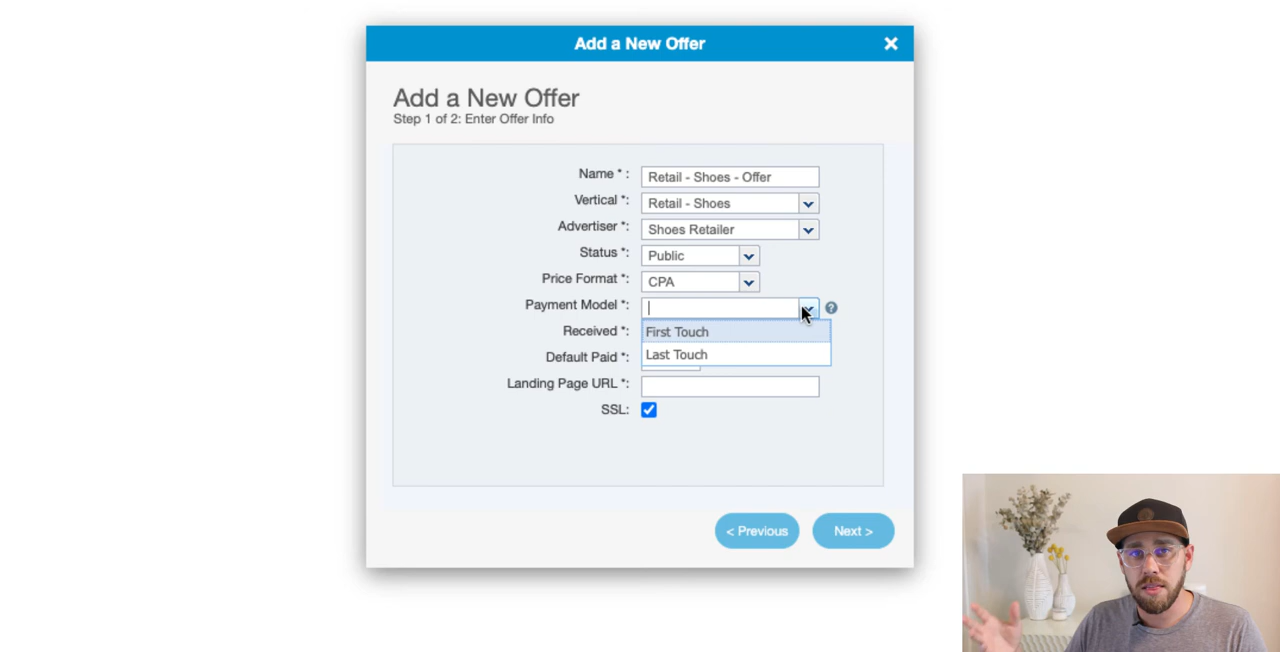 Add a New Offer
Add a New Offer
Step 1 of 2: Enter Offer Info
Name * : Retail - Shoes - Offer
Vertical *: Retail - Shoes
Advertiser *: Shoes Retailer
Status *: Public
Price Format *: CPA
Payment Model *:
Received *: First Touch
Default Paid *: Last Touch
Landing Page URL *:
SSL:
< Previous Next >